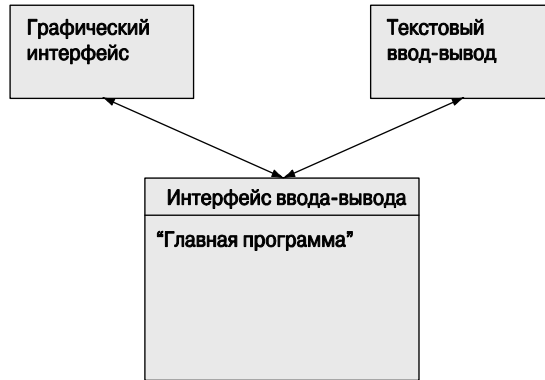 Графический
интерфейс
Текстовый
ввод-вывод
Интерфейс ввода-вывода
“Главная программа”